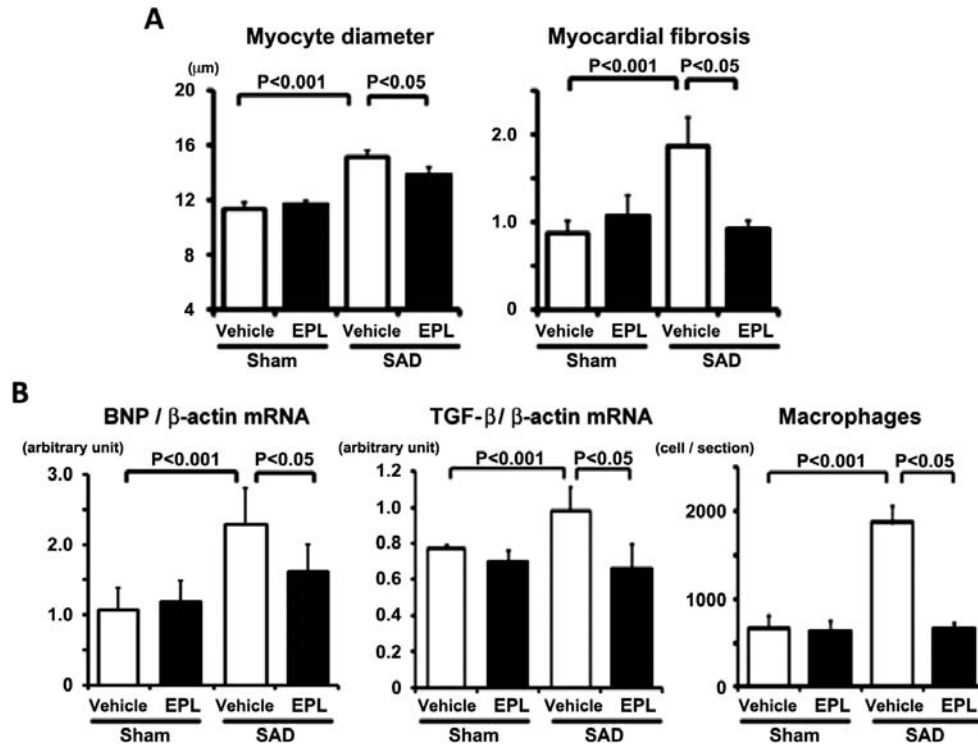 A
Myocyte diameter
Myocardial fibrosis
(μm)
P<0.001
P<0.05
P<0.001
P<0.05
20
16
12
8
4
2.0
1.0
0
Vehicle EPL Vehicle EPL
Sham SAD
Vehicle EPL Vehicle EPL
Sham SAD
B
BNP / β-actin mRNA
TGF-β/ β-actin mRNA
Macrophages
(arbitrary unit)
(arbitrary unit)
(cell / section)
P<0.001
P<0.05
P<0.001
P<0.05
P<0.001
P<0.05
3.0
2.0
1.0
0
1.2
1.0
0.8
0.6
0.4
0.2
0
2000
1000
0
Vehicle EPL Vehicle EPL
Sham SAD
Vehicle EPL Vehicle EPL
Sham SAD
Vehicle EPL Vehicle EPL
Sham SAD